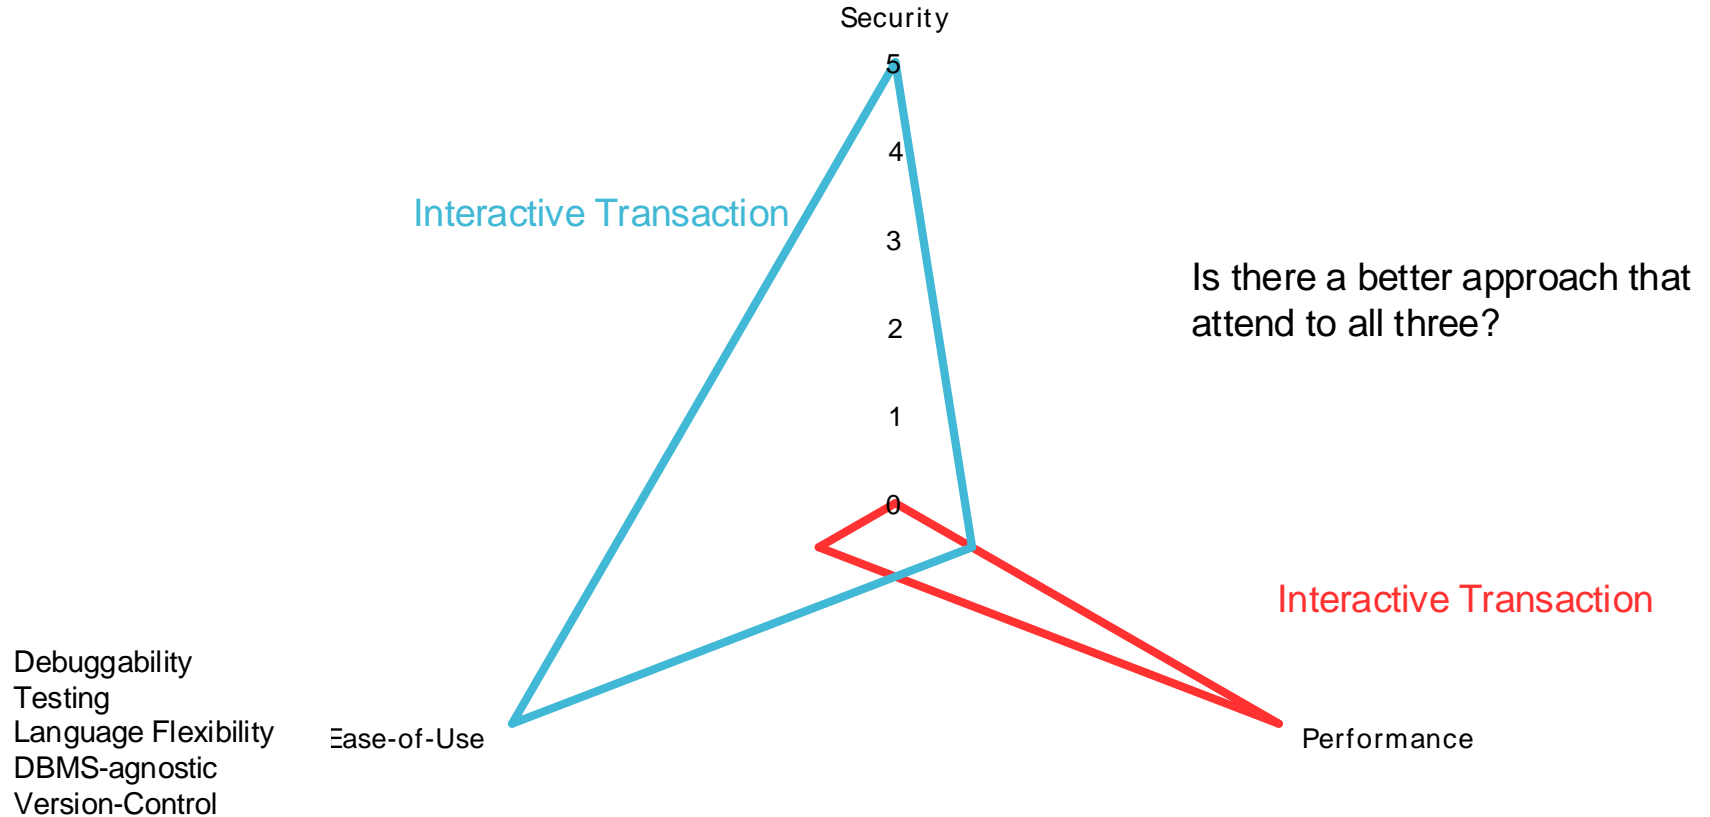 Security
5
4
Interactive Transaction
3
Is there a better approach that
attend to all three?
2
1
0
Interactive Transaction
Debuggability
Testing
Language Flexibility
DBMS-agnostic
Version-Control
Ease-of-Use
Performance